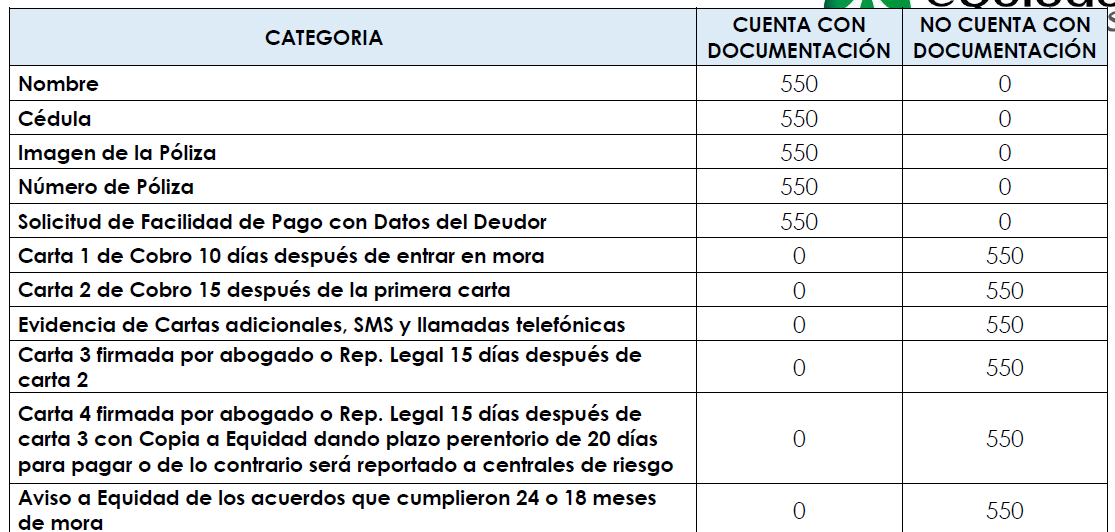 CATEGORIA
CUENTA CON
DOCUMENTACIÓN
NO CUENTA CON
DOCUMENTACIÓN
Nombre 550 0
Cédula 550 0
Imagen de la Póliza 550 0
Número de Póliza 550 0
Solicitud de Facilidad de Pago con Datos del Deudor 550 0
Carta 1 de Cobro 10 días después de entrar en mora 0 550
Carta 2 de Cobro 15 después de la primera carta 0 550
Evidencia de Cartas adicionales, SMS y llamadas telefónicas 0 550
Carta 3 firmada por abogado o Rep. Legal 15 días después de
carta 2 0 550
Carta 4 firmada por abogado o Rep. Legal 15 días después de
carta 3 con Copia a Equidad dando plazo perentorio de 20 días 0 550
para pagar o de lo contrario será reportado a centrales de riesgo
Aviso a Equidad de los acuerdos que cumplieron 24 o 18 meses
de mora 0 550